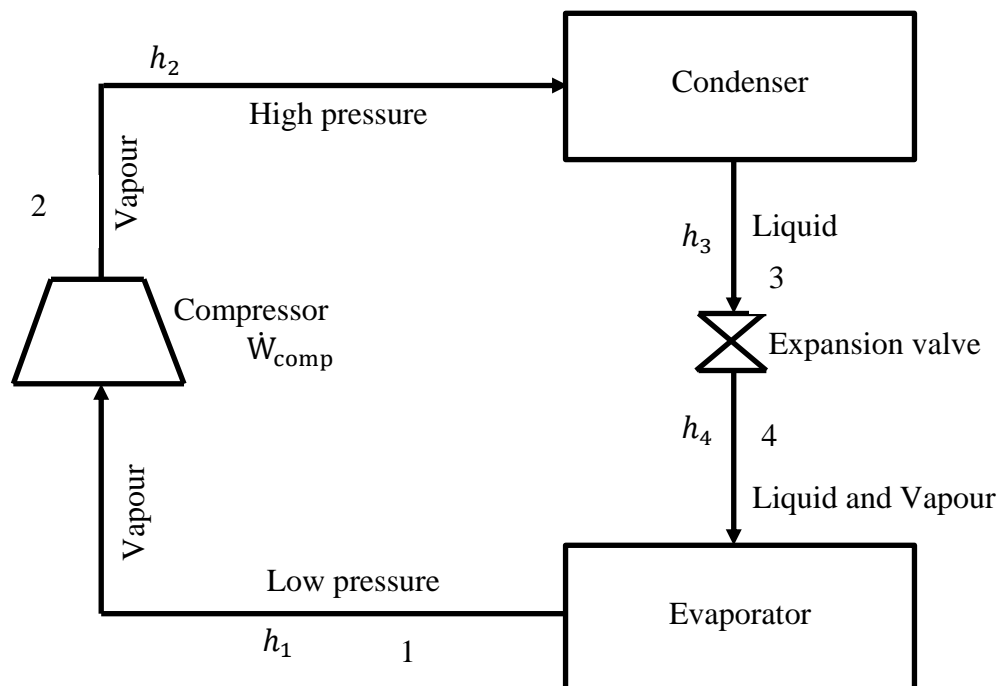 h₂
Condenser
High pressure
Vapour
2
Liquid
h₃
3
Compressor
Ẇcomp
Expansion valve
h₄
4
Vapour
Liquid and Vapour
Low pressure
Evaporator
h₁
1